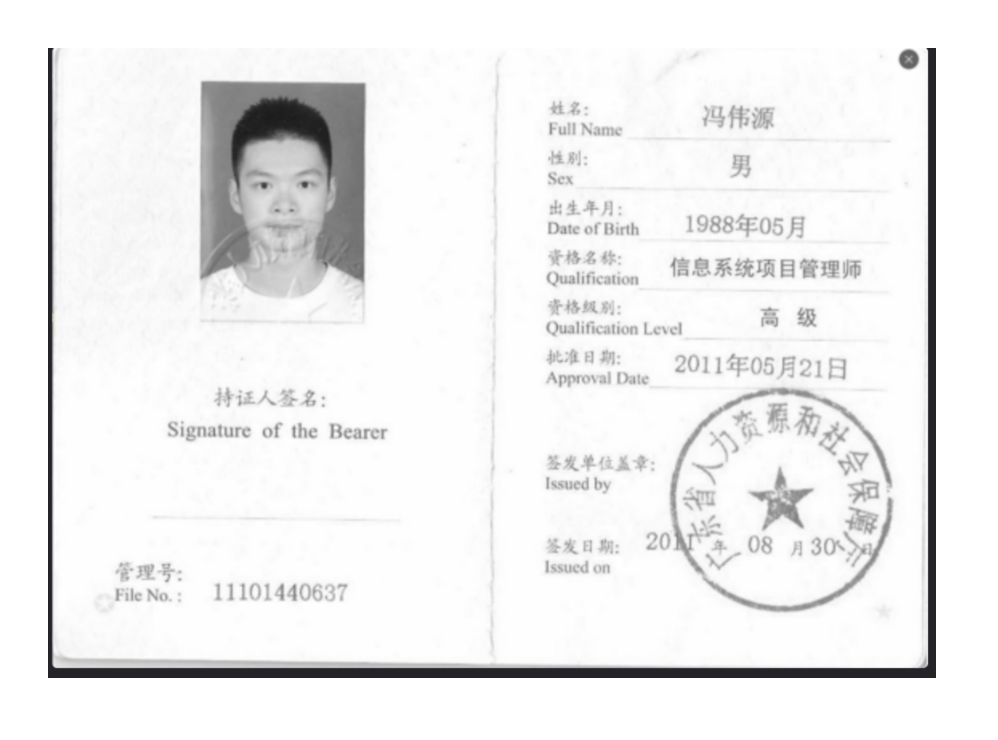 持证人签名:
Signature of the Bearer
管理号:
File No. : 11101440637
姓名: 冯伟源
Full Name
性别: 男
Sex
出生年月: 1988年05月
Date of Birth
资格名称: 信息系统项目管理师
Qualification
资格级别: 高 级
Qualification Level
批准日期: 2011年05月21日
Approval Date
签发单位盖章:
Issued by
广东省人力资源和社会保障厅
签发日期: 2011 年 08 月 30 日
Issued on